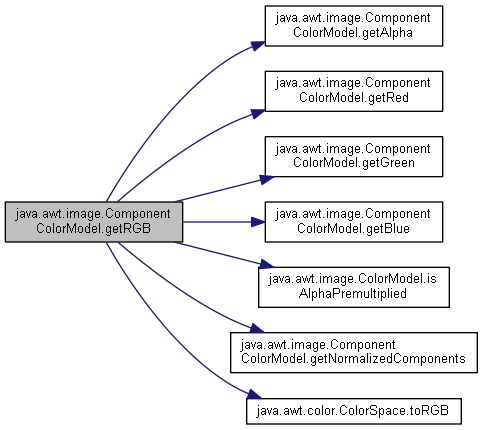 java.awt.image.Component
ColorModel.getAlpha
java.awt.image.Component
ColorModel.getRed
java.awt.image.Component
ColorModel.getGreen
java.awt.image.Component
ColorModel.getRGB
java.awt.image.Component
ColorModel.getBlue
java.awt.image.ColorModel.is
AlphaPremultiplied
java.awt.image.Component
ColorModel.getNormalizedComponents
java.awt.color.ColorSpace.toRGB